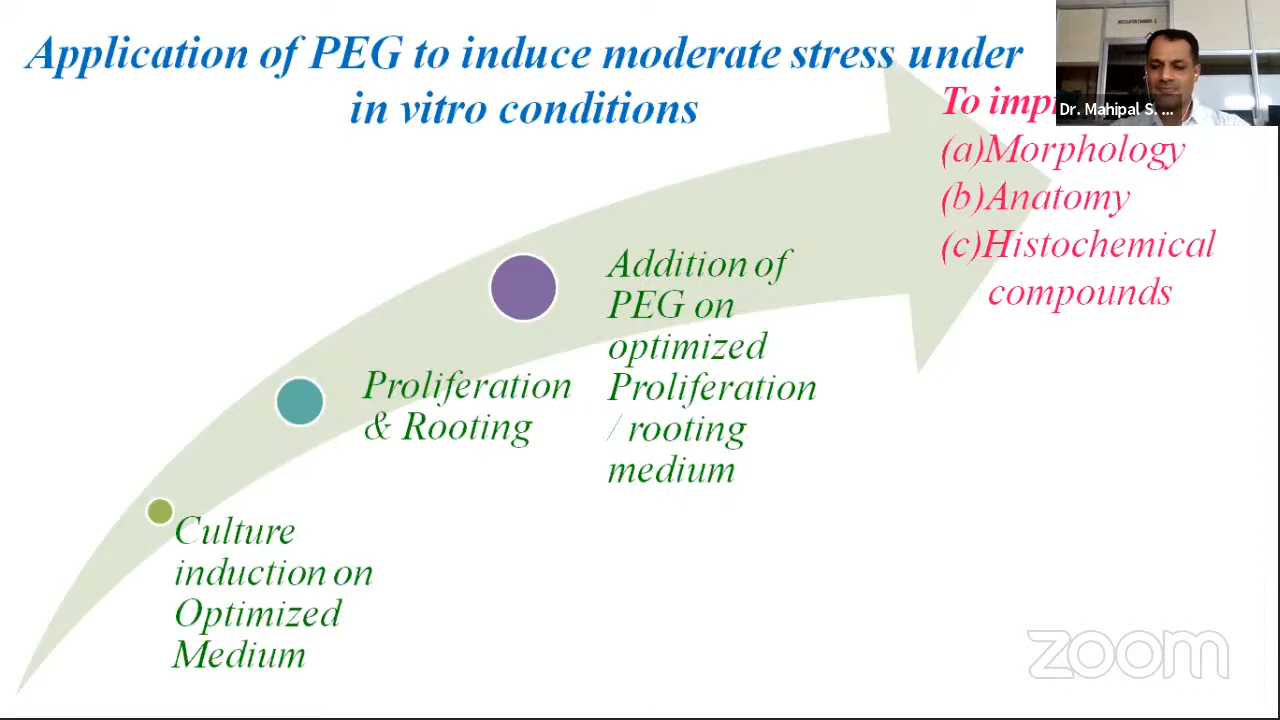 Application of PEG to induce moderate stress under
in vitro conditions
Dr. Mahipal S. ...
(a)Morphology
(b)Anatomy
(c)Histochemical
compounds
Addition of
PEG on
optimized
Proliferation
/ rooting
medium
Proliferation
& Rooting
Culture
induction on
Optimized
Medium
To
zoom